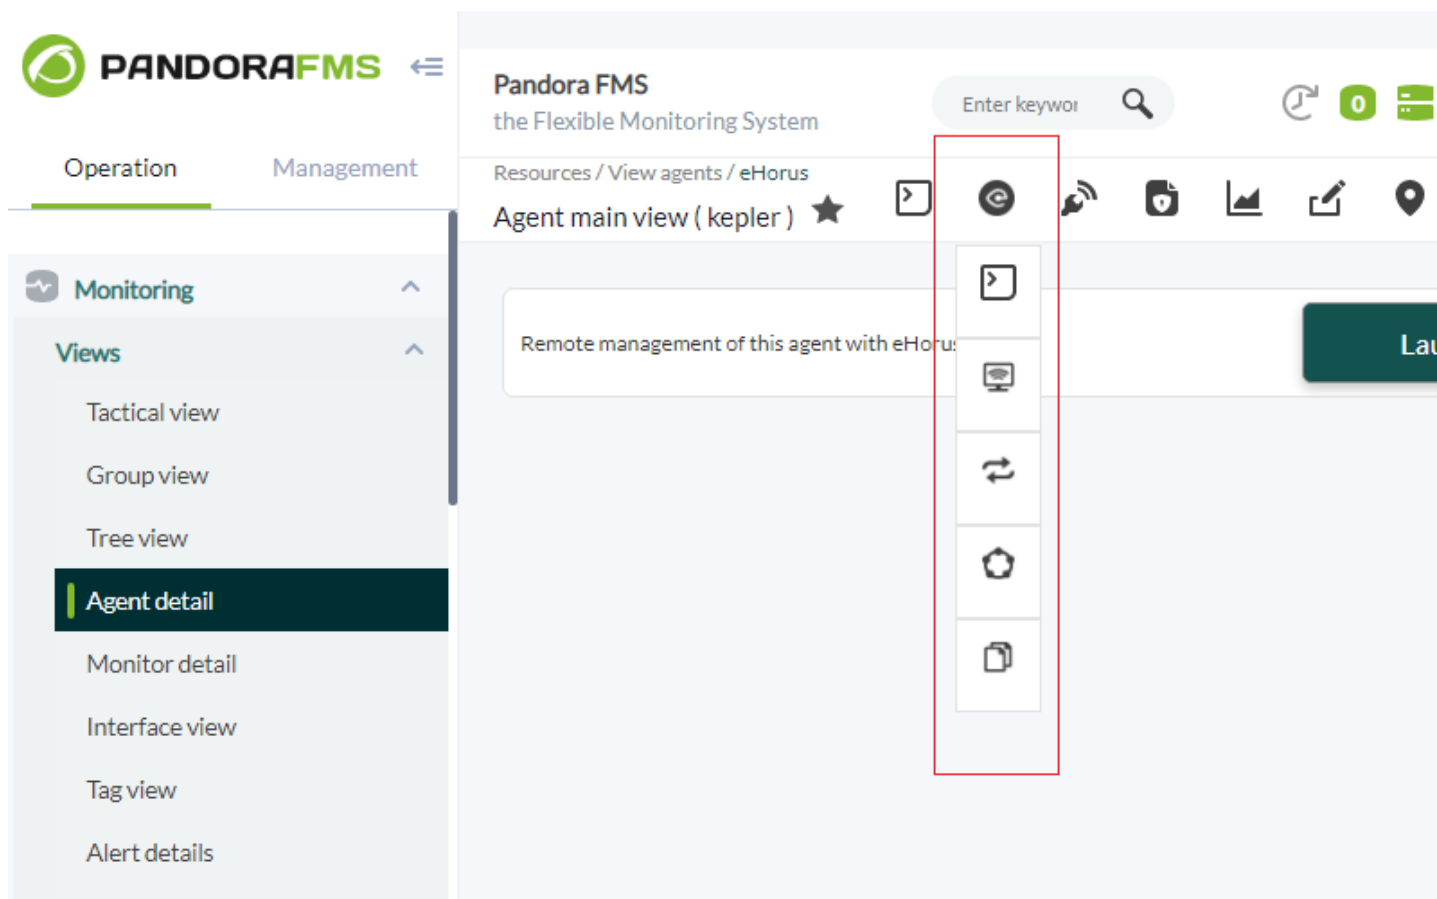 PANDORAFMS
Pandora FMS
the Flexible Monitoring System
Enter keywor
0
Operation
Management
Resources / View agents / eHorus
Agent main view ( kepler )
Monitoring
Views
Tactical view
Group view
Tree view
Agent detail
Monitor detail
Interface view
Tag view
Alert details
Remote management of this agent with eHorus
Lau